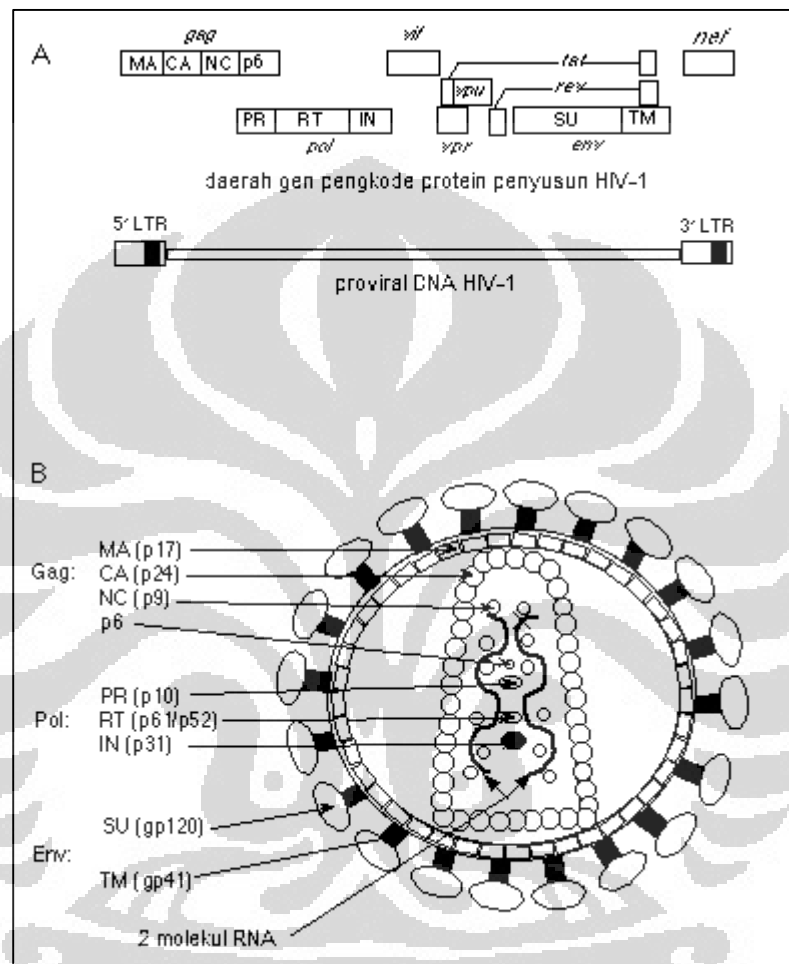 A
gag
vif
tat
nef
MA CA NC p6
vpu
rev
PR RT IN
SU TM
pol
vpr
env
daerah gen pengkode protein penyusun HIV-1
5' LTR
3' LTR
proviral DNA HIV-1
B
MA (p17)
Gag: CA (p24)
NC (p9)
p6
PR (p10)
Pol: RT (p61/p52)
IN (p31)
SU (gp120)
Env:
TM (gp41)
2 molekul RNA